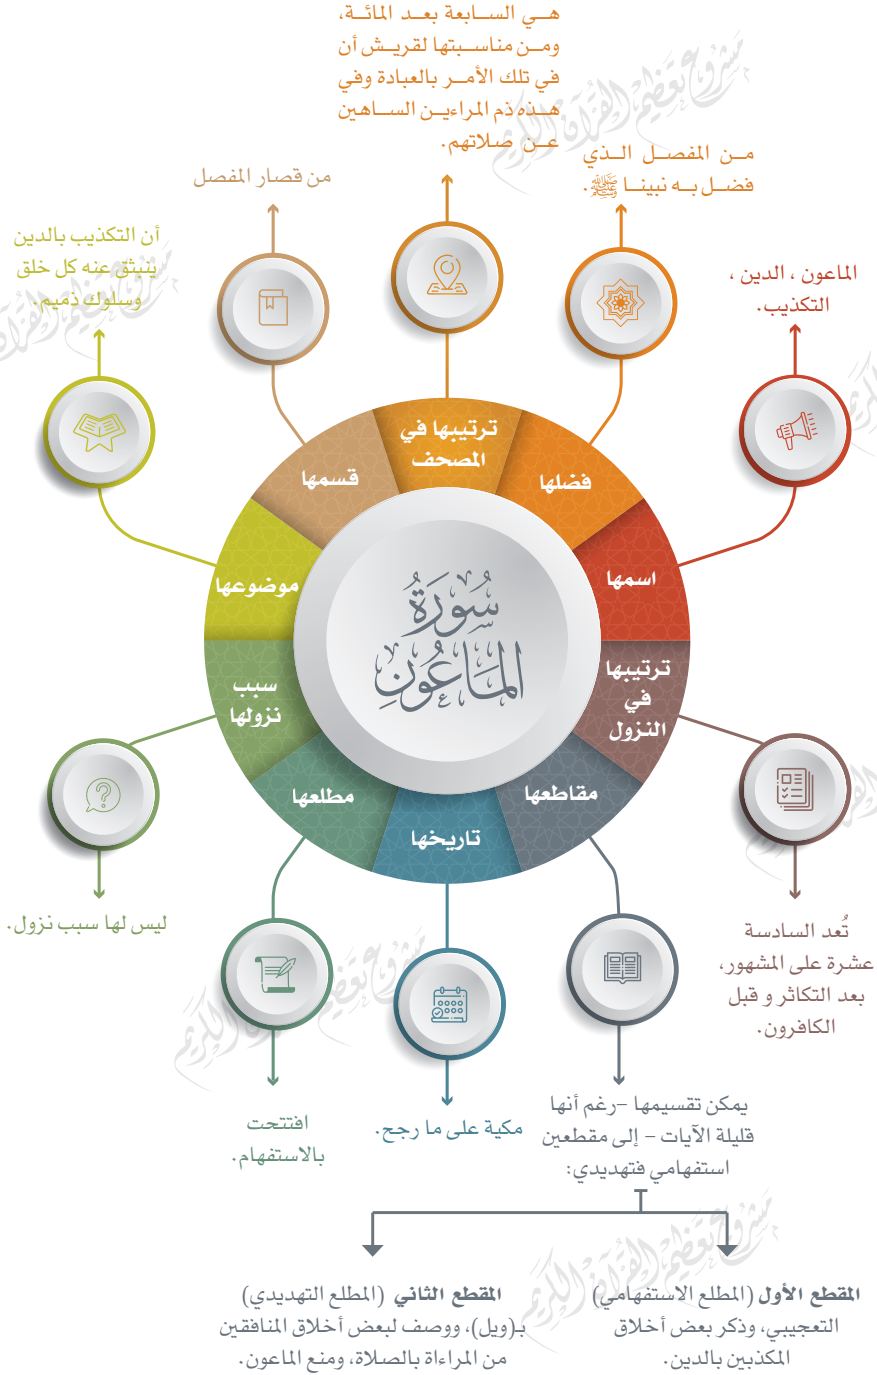 سُورَةُ
المَاعُونِ
اسمها
الماعون ، الدين ،
التكذيب.
فضلها
مـن المفصـل الـذي
فضـل بـه نبينـا ﷺ.
ترتيبها في
المصحف
هـي السـابعة بعـد المائـة،
ومـن مناسـبتها لقريـش أن
في تلك الأمـر بالعبادة وفي
هـذه ذم المراءيـن السـاهين
عـن صلاتهم.
قسمها
من قصار المفصل
موضوعها
أن التكذيب بالدين
ينبثق عنه كل خلق
وسلوك ذميم.
سبب
نزولها
ليس لها سبب نزول.
مطلعها
افتتحت
بالاستفهام.
تاريخها
مكية على ما رجح.
مقاطعها
يمكن تقسيمها -رغم أنها
قليلة الآيات - إلى مقطعين
استفهامي فتهديدي:
المقطع الأول (المطلع الاستفهامي)
التعجيبي، وذكر بعض أخلاق
المكذبين بالدين.
المقطع الثاني (المطلع التهديدي)
بـ(ويل)، ووصف لبعض أخلاق المنافقين
من المراءاة بالصلاة، ومنع الماعون.
ترتيبها
في
النزول
تُعد السادسة
عشرة على المشهور،
بعد التكاثر و قبل
الكافرون.
مشروع تعظيم القرآن الكريم